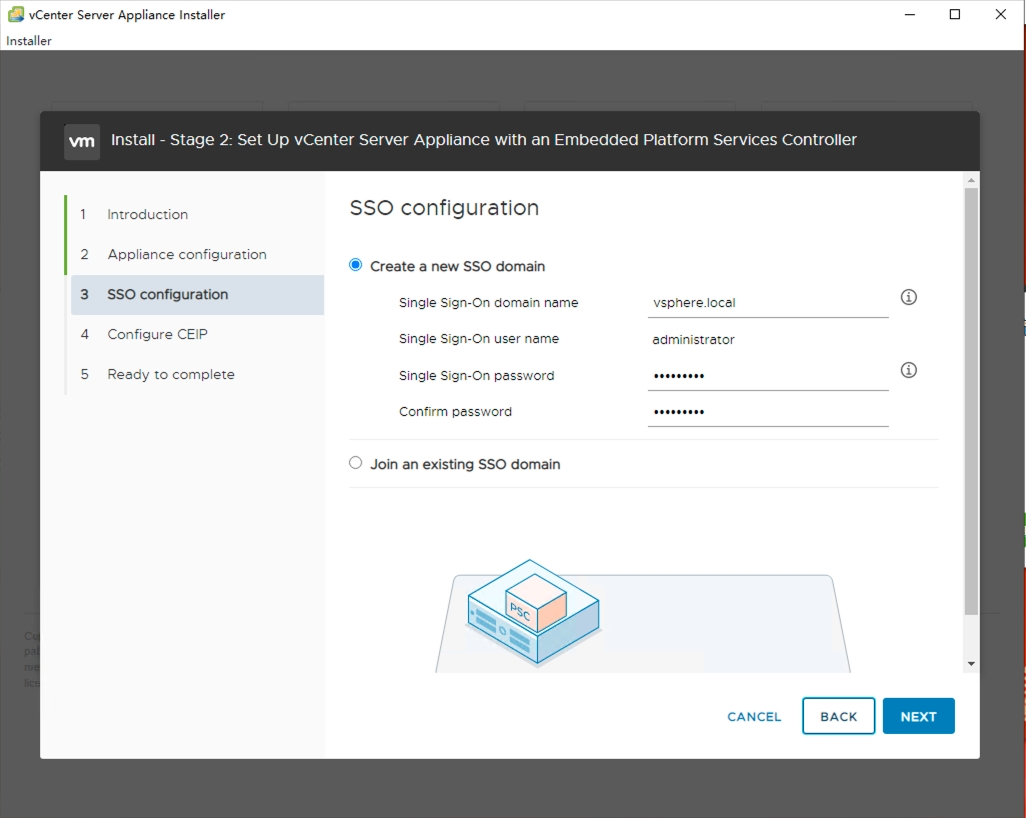 vCenter Server Appliance Installer
Installer
vm Install - Stage 2: Set Up vCenter Server Appliance with an Embedded Platform Services Controller
1 Introduction
2 Appliance configuration
3 SSO configuration
4 Configure CEIP
5 Ready to complete
SSO configuration
Create a new SSO domain
Single Sign-On domain name vsphere.local
Single Sign-On user name administrator
Single Sign-On password •••••••••
Confirm password •••••••••
Join an existing SSO domain
PSC
CANCEL BACK NEXT